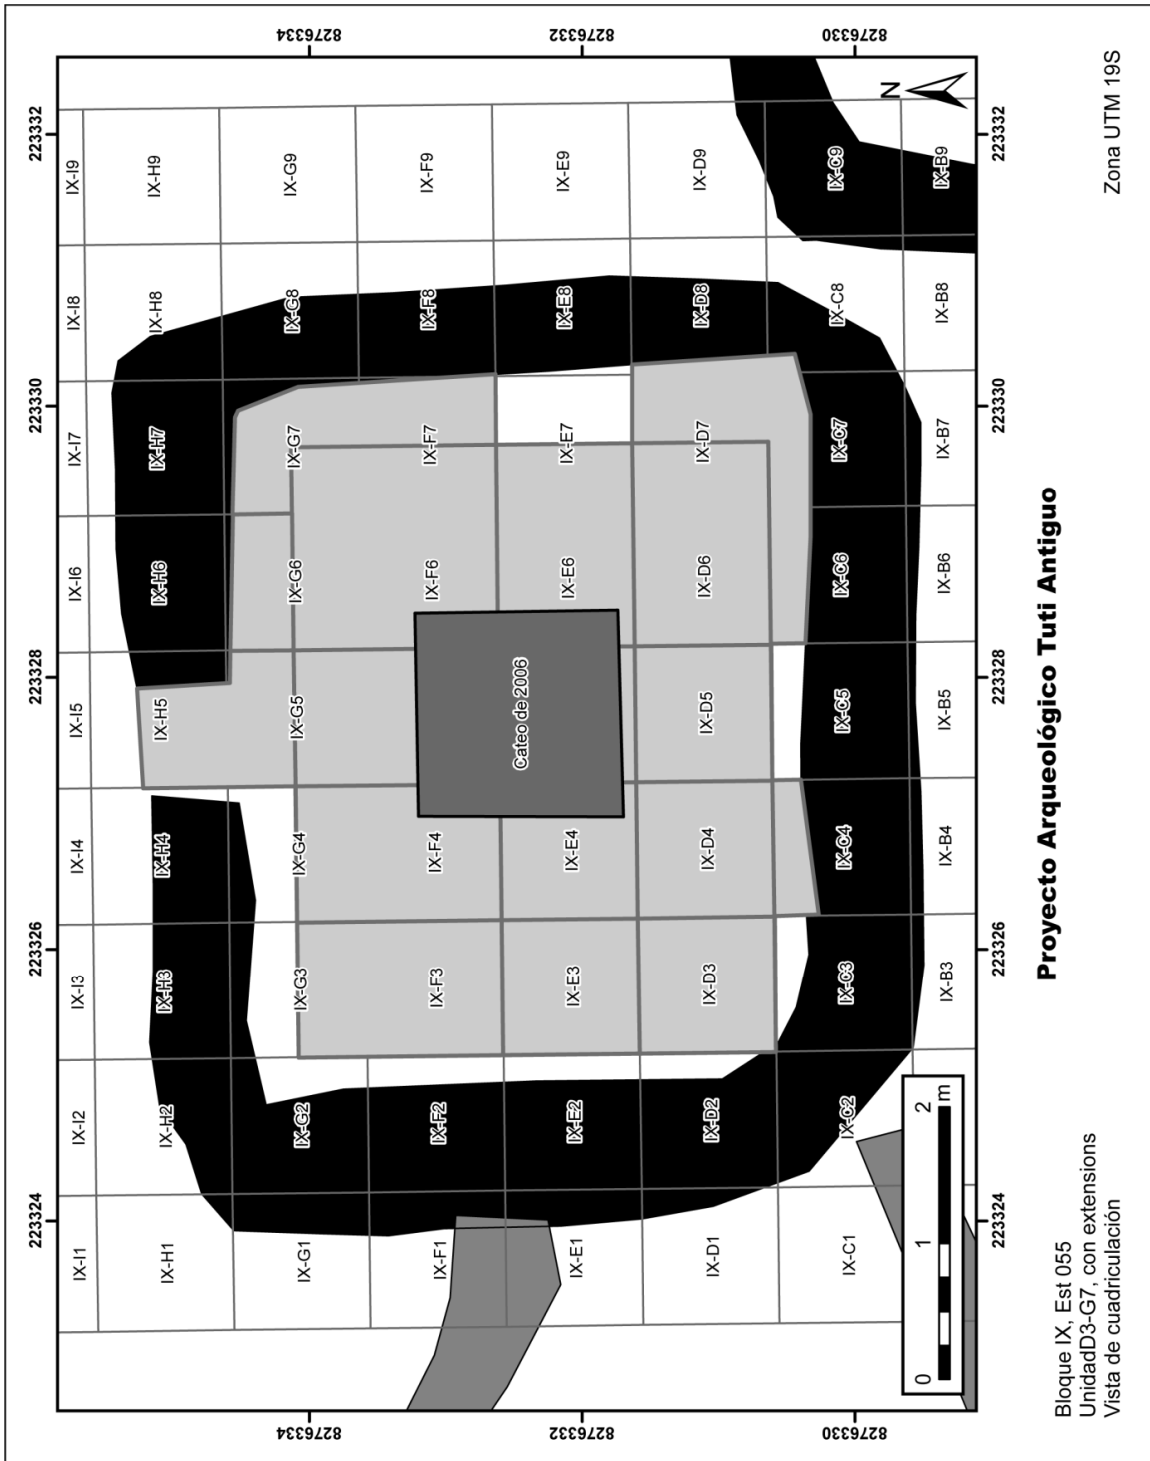 223324 223326 223328 223330 223332
IX-I1 IX-I2 IX-I3 IX-I4 IX-I5 IX-I6 IX-I7 IX-I8 IX-I9
IX-H1 IX-H2 IX-H3 IX-H4 IX-H5 IX-H6 IX-H7 IX-H8 IX-H9
8276334 IX-G1 IX-G2 IX-G3 IX-G4 IX-G5 IX-G6 IX-G7 IX-G8 IX-G9 8276334
IX-F1 IX-F2 IX-F3 IX-F4 IX-F6 IX-F7 IX-F8 IX-F9
Cateo de 2006
8276332 IX-E1 IX-E2 IX-E3 IX-E4 IX-E6 IX-E7 IX-E8 IX-E9 8276332
IX-D1 IX-D2 IX-D3 IX-D4 IX-D5 IX-D6 IX-D7 IX-D8 IX-D9
8276330 IX-C1 IX-C2 IX-C3 IX-C4 IX-C5 IX-C6 IX-C7 IX-C8 IX-C9 8276330
N
IX-B3 IX-B4 IX-B5 IX-B6 IX-B7 IX-B8 IX-B9
0 1 2
m
223324 223326 223328 223330 223332
Proyecto Arqueológico Tuti Antiguo
Bloque IX, Est 055
UnidadD3-G7, con extensions
Vista de cuadriculación
Zona UTM 19S